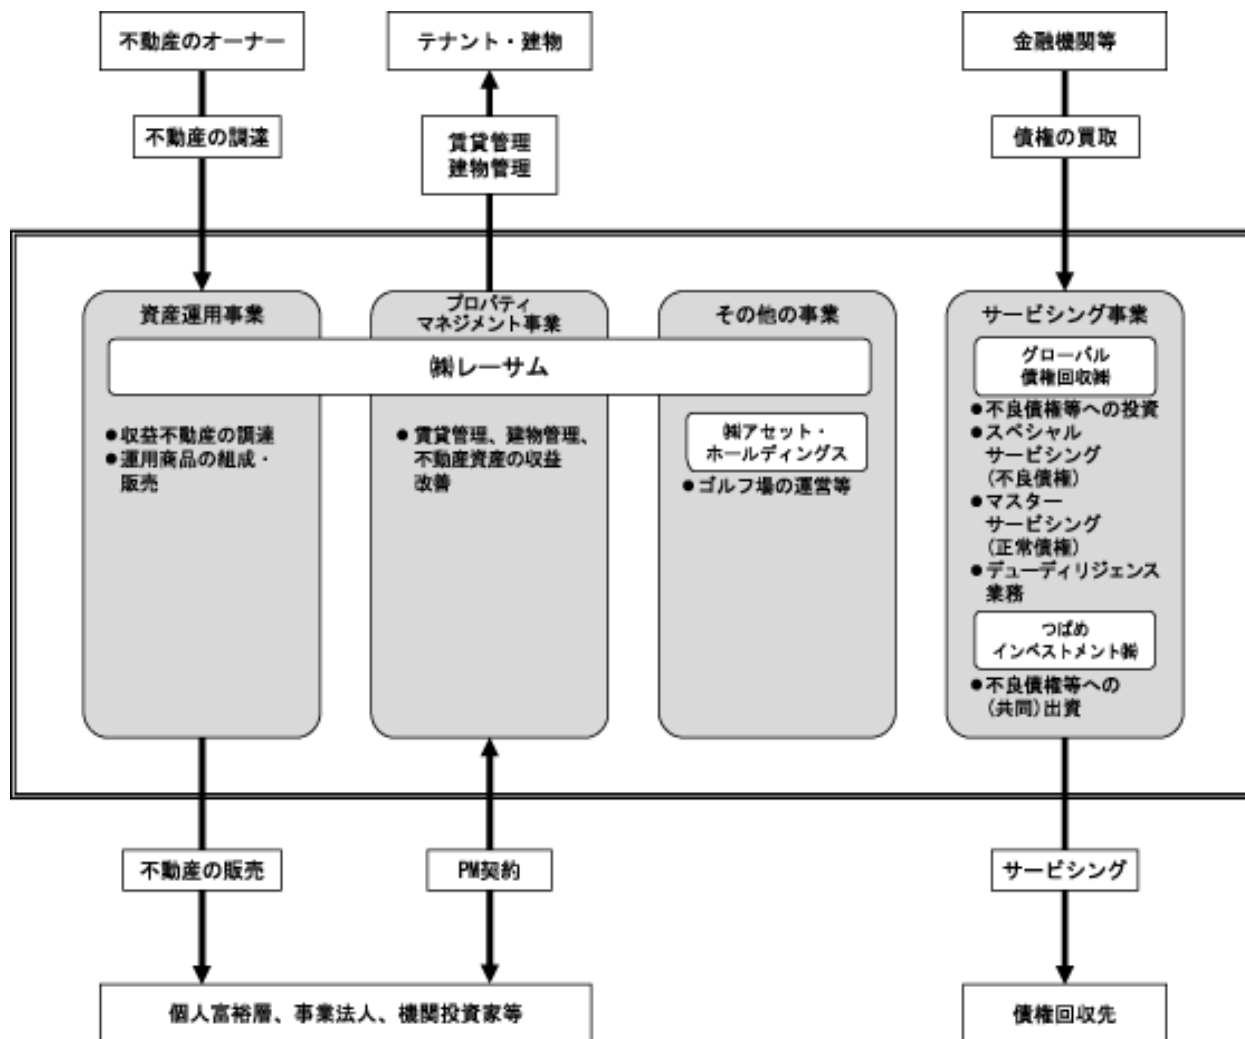 不動産のオーナー
テナント・建物
金融機関等
不動産の調達
賃貸管理
建物管理
債権の買取
資産運用事業
プロパティ
マネジメント事業
その他の事業
サービシング事業
㈱レーサム
●収益不動産の調達
●運用商品の組成・
販売
●賃貸管理、建物管理、
不動産資産の収益
改善
㈱アセット・
ホールディングス
●ゴルフ場の運営等
グローバル
債権回収㈱
●不良債権等への投資
●スペシャル
サービシング
(不良債権)
●マスター
サービシング
(正常債権)
●デューディリジェンス
業務
つばめ
インベストメント㈱
●不良債権等への
(共同)出資
不動産の販売
PM契約
サービシング
個人富裕層、事業法人、機関投資家等
債権回収先